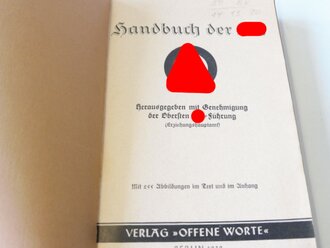 Handbuch der
Herausgegeben mit Genehmigung
der Obersten -Führung
(Erziehungshauptamt)
Mit Abbildungen im Text und im Anhang
VERLAG »OFFENE WORTE«
BERLIN